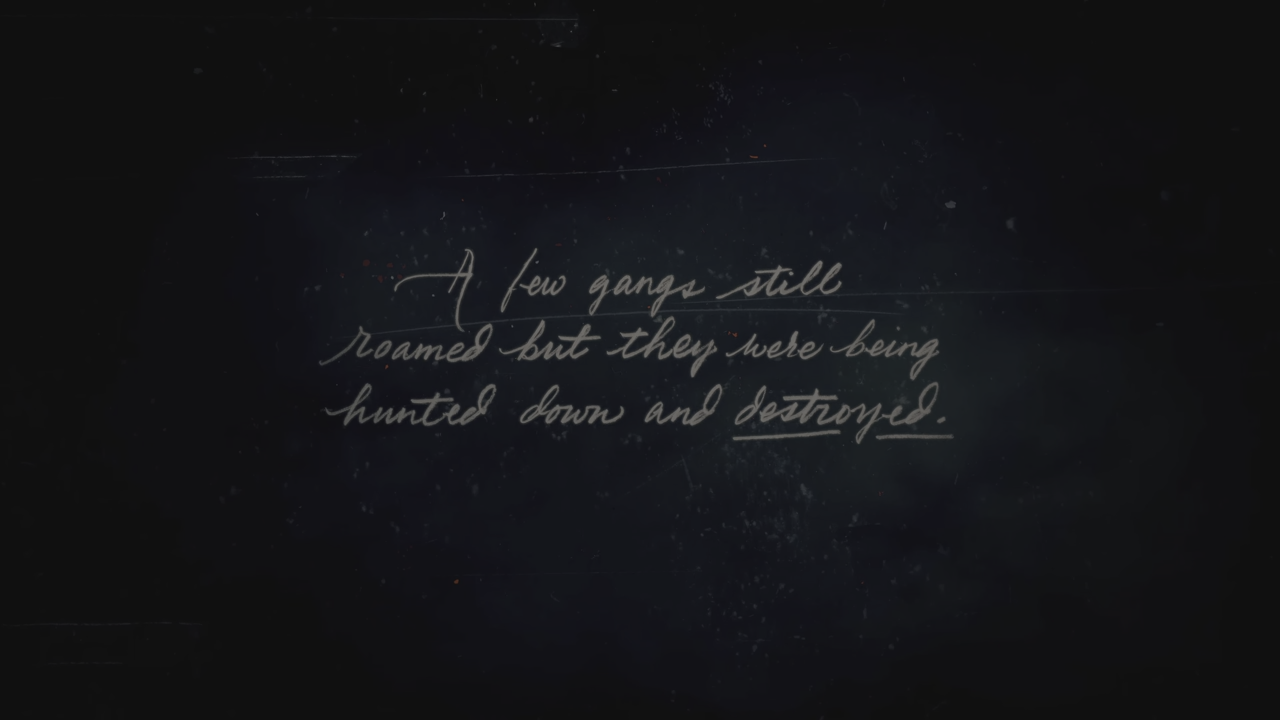 A few gangs still
roamed but they were being
hunted down and destroyed.